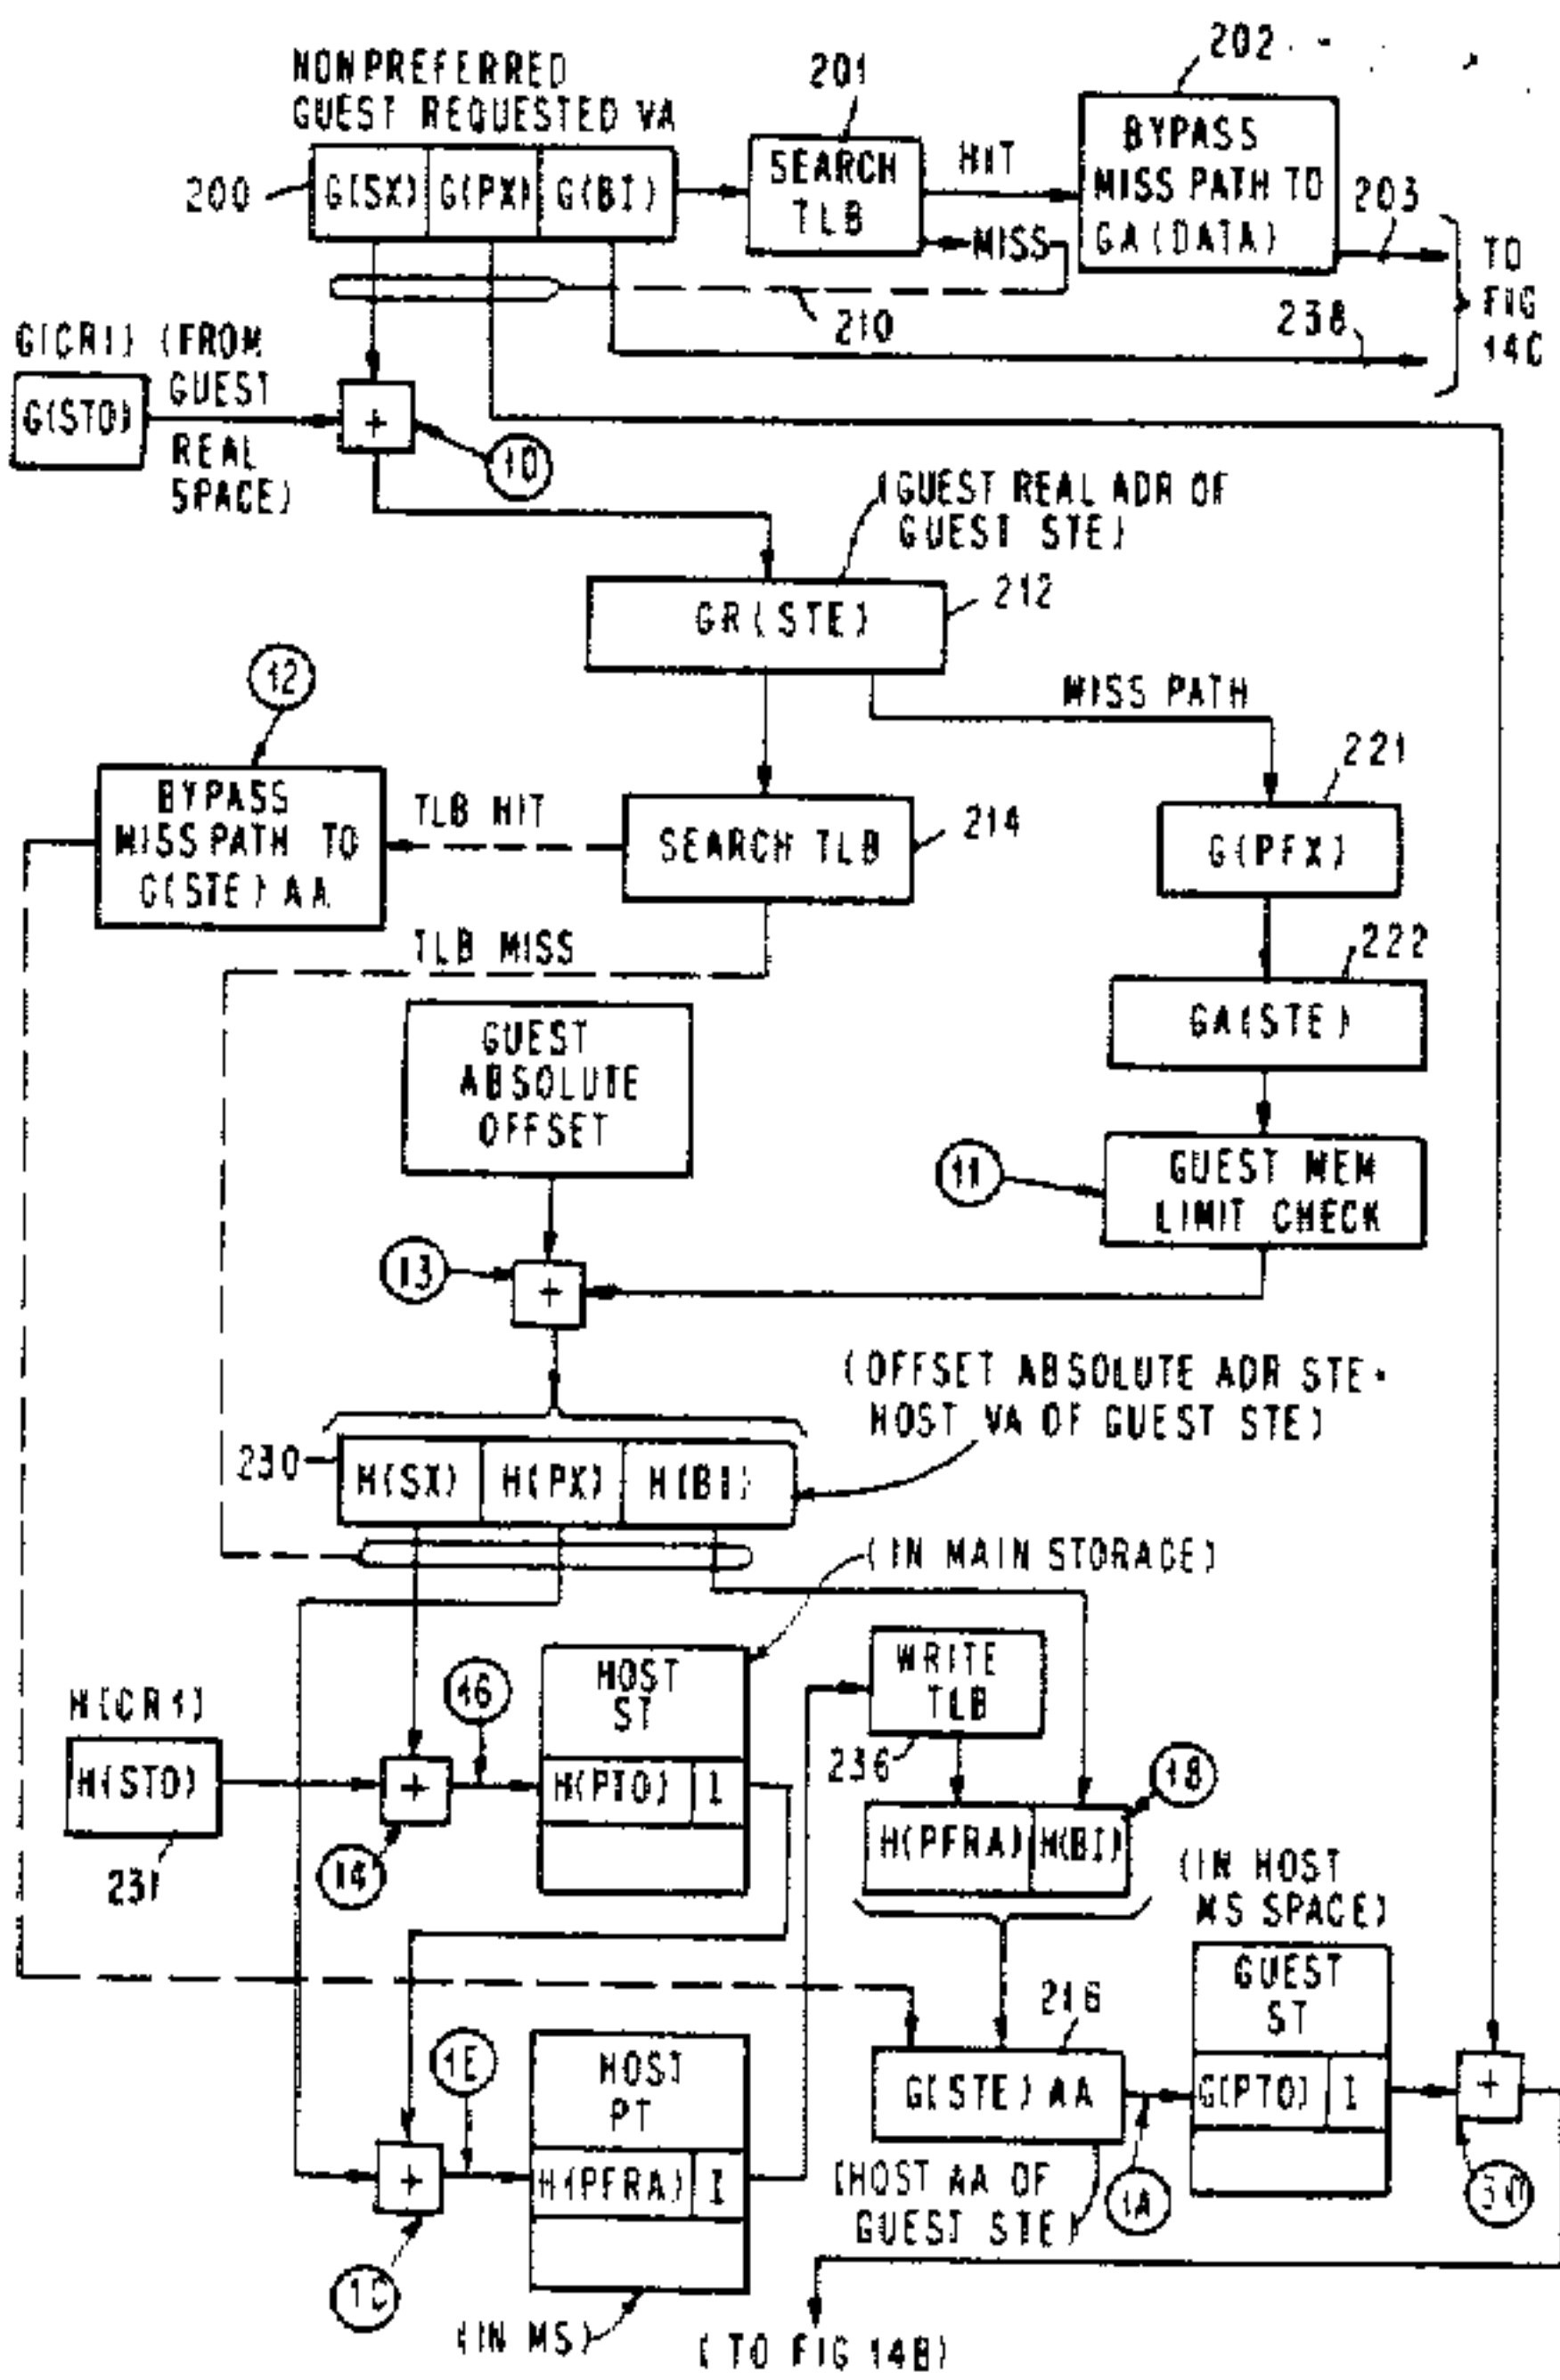 NONPREFERRED
GUEST REQUESTED VA
200
G(SX) G(PX) G(BI)
201
SEARCH
TLB
HIT
MISS
202
BYPASS
MISS PATH TO
GA(DATA)
203
TO
FIG
14C
210
238
G(CR1) (FROM
GUEST
REAL
SPACE)
G(STO)
+
10
(GUEST REAL ADR OF
GUEST STE)
GR(STE)
212
MISS PATH
12
BYPASS
MISS PATH TO
G(STE) AA
TLB HIT
SEARCH TLB
214
221
G(PFX)
TLB MISS
222
GA(STE)
GUEST
ABSOLUTE
OFFSET
11
GUEST MEM
LIMIT CHECK
13
+
(OFFSET ABSOLUTE ADR STE=
HOST VA OF GUEST STE)
230
H(SX) H(PX) H(BI)
(IN MAIN STORAGE)
H(CR1)
H(STO)
231
+
14
16
HOST
ST
H(PTO) I
WRITE
TLB
236
H(PFRA) H(BI)
18
(IN HOST
MS SPACE)
GUEST
ST
G(PTO) I
+
30
216
G(STE) AA
1A
(HOST AA OF
GUEST STE)
1E
HOST
PT
H(PFRA) I
+
1C
(IN MS)
(TO FIG 14B)